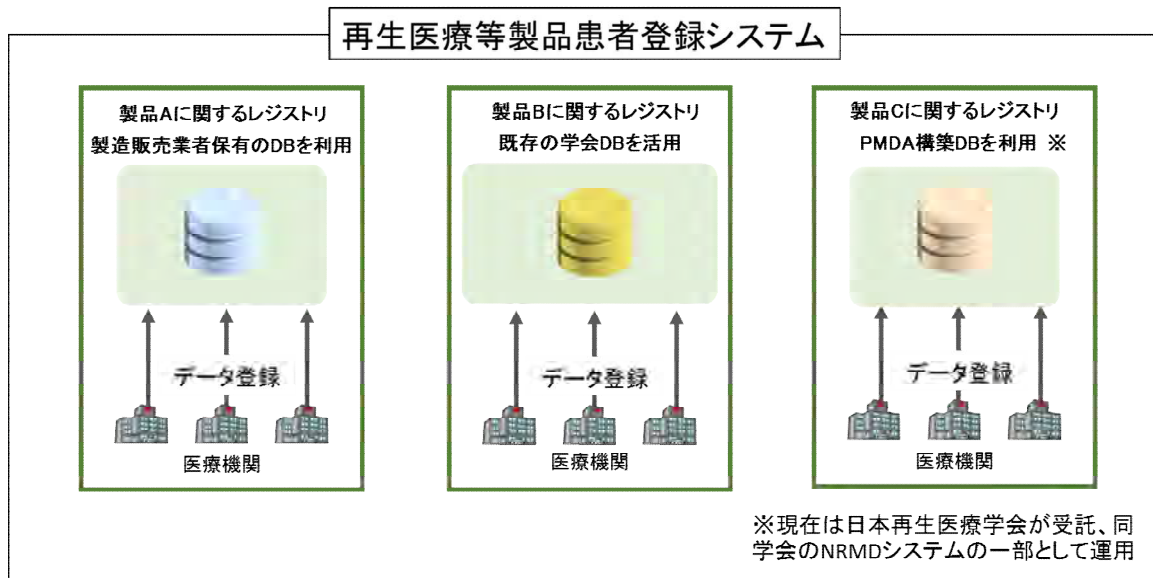 再生医療等製品患者登録システム
製品Aに関するレジストリ
製造販売業者保有のDBを利用
データ登録
医療機関
製品Bに関するレジストリ
既存の学会DBを活用
データ登録
医療機関
製品Cに関するレジストリ
PMDA構築DBを利用 ※
データ登録
医療機関
※現在は日本再生医療学会が受託、同
学会のNRMDシステムの一部として運用